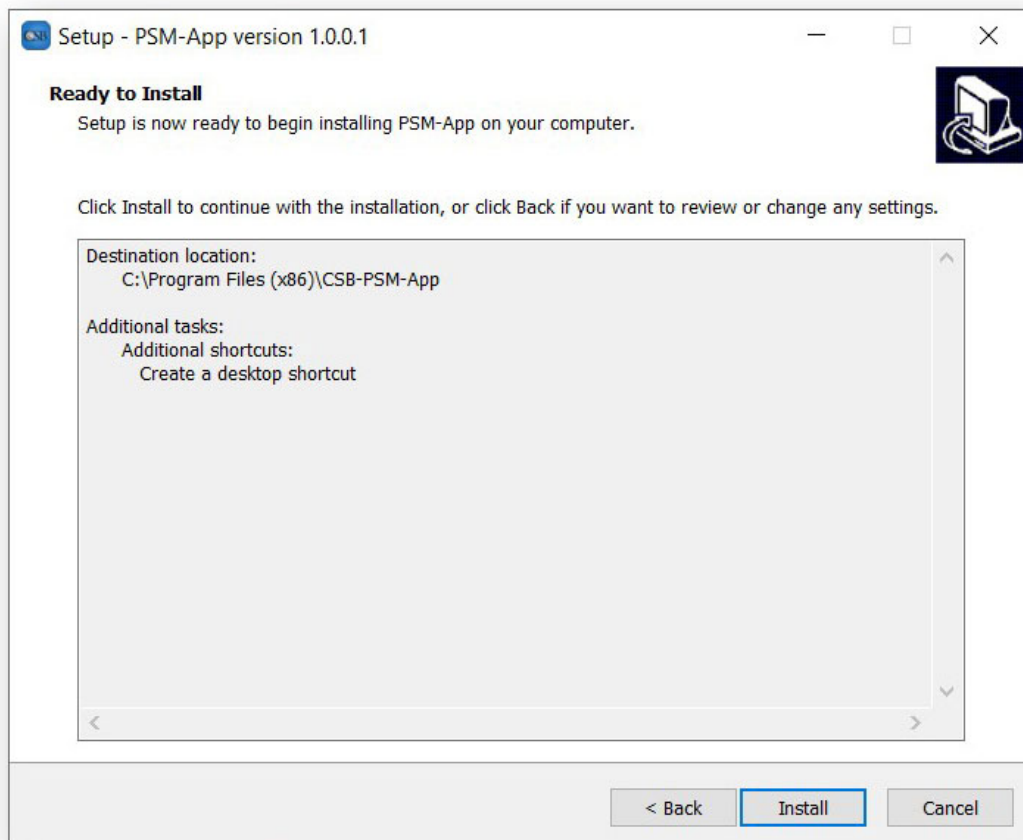 CSB
Setup - PSM-App version 1.0.0.1
Ready to Install
Setup is now ready to begin installing PSM-App on your computer.
Click Install to continue with the installation, or click Back if you want to review or change any settings.
Destination location:
C:\Program Files (x86)\CSB-PSM-App
Additional tasks:
Additional shortcuts:
Create a desktop shortcut
< Back
Install
Cancel